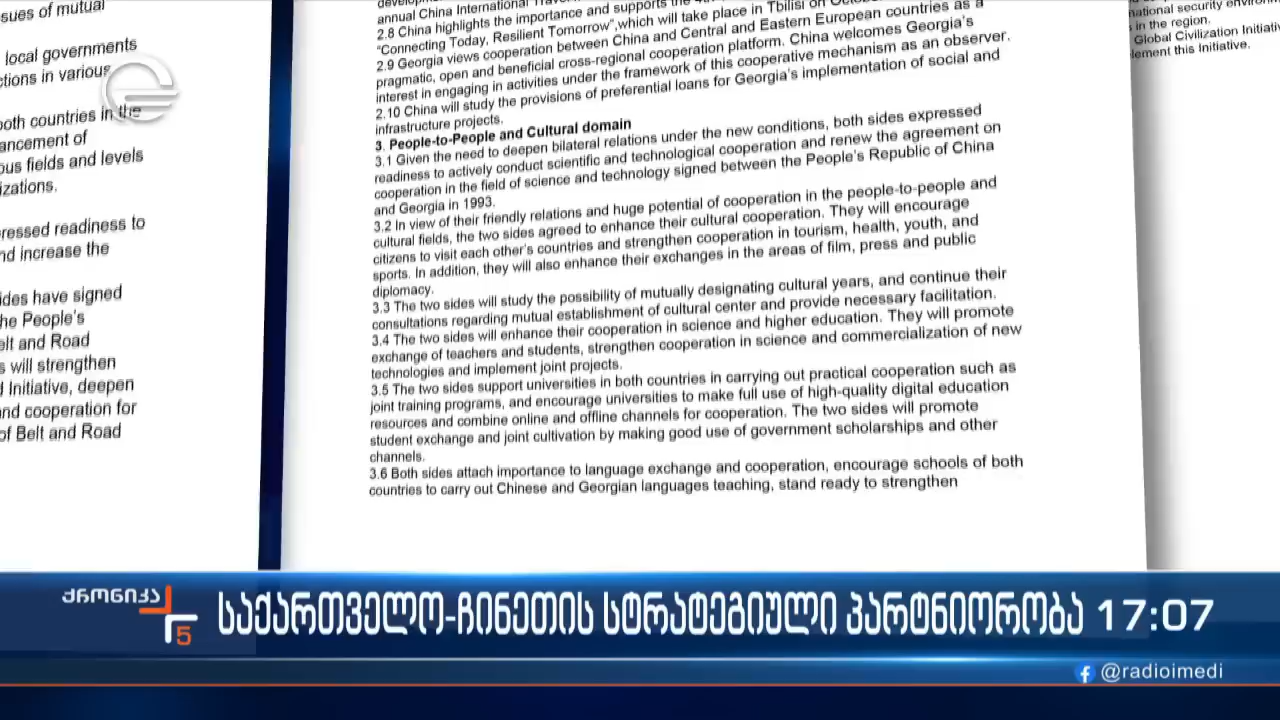 sues of mutual
local governments
ctions in various
both countries in the
ancement of
ous fields and levels
izations.
ressed readiness to
nd increase the
ides have signed
he People's
elt and Road
s will strengthen
d Initiative, deepen
and cooperation for
of Belt and Road
annual China International
2.8 China highlights the importance and supports the
"Connecting Today, Resilient Tomorrow",which will take place in Tbilisi on
2.9 Georgia views cooperation between China and Central and Eastern European countries as a
pragmatic, open and beneficial cross-regional cooperation platform. China welcomes Georgia's
interest in engaging in activities under the framework of this cooperative mechanism as an observer.
2.10 China will study the provisions of preferential loans for Georgia's implementation of social and
infrastructure projects.
3. People-to-People and Cultural domain
3.1 Given the need to deepen bilateral relations under the new conditions, both sides expressed
readiness to actively conduct scientific and technological cooperation and renew the agreement on
cooperation in the field of science and technology signed between the People's Republic of China
and Georgia in 1993.
3.2 In view of their friendly relations and huge potential of cooperation in the people-to-people and
cultural fields, the two sides agreed to enhance their cultural cooperation. They will encourage
citizens to visit each other's countries and strengthen cooperation in tourism, health, youth, and
sports. In addition, they will also enhance their exchanges in the areas of film, press and public
diplomacy.
3.3 The two sides will study the possibility of mutually designating cultural years, and continue their
consultations regarding mutual establishment of cultural center and provide necessary facilitation.
3.4 The two sides will enhance their cooperation in science and higher education. They will promote
exchange of teachers and students, strengthen cooperation in science and commercialization of new
technologies and implement joint projects.
3.5 The two sides support universities in both countries in carrying out practical cooperation such as
joint training programs, and encourage universities to make full use of high-quality digital education
resources and combine online and offline channels for cooperation. The two sides will promote
student exchange and joint cultivation by making good use of government scholarships and other
channels.
3.6 Both sides attach importance to language exchange and cooperation, encourage schools of both
countries to carry out Chinese and Georgian languages teaching, stand ready to strengthen
national security
in the region.
Global Civilization
lement this Initiative.
ქრონიკა
5
საქართველო-ჩინეთის სტრატეგიული პარტნიორობა 17:07
@radioimedi